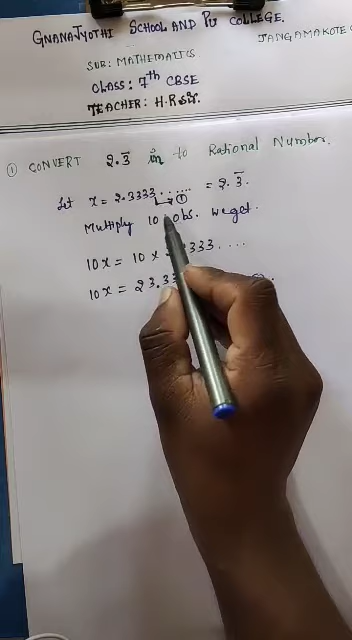 GNANAJYOTHI SCHOOL AND PU COLLEGE.
JANGAMAKOTE
SUB: MATHEMATICS
CLASS: 7th CBSE
TEACHER: H.R
① CONVERT 2.3̅ in to Rational Number.
Let x = 2.3333...... = 2.3̅.
→ ①
Multiply 10 obs. we get.
10x = 10 × 2.3333....
10x = 23.33